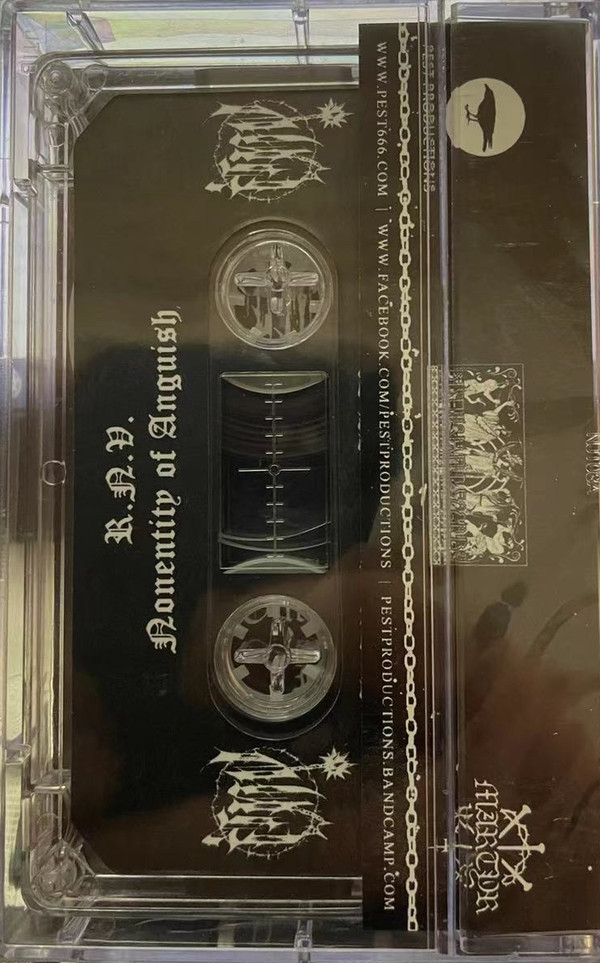 R.N.V.
Nonentity of Anguish
WWW.PEST666.COM | WWW.FACEBOOK.COM/PESTPRODUCTIONS | PESTPRODUCTIONS.BANDCAMP.COM
PEST PRODUCTIONS